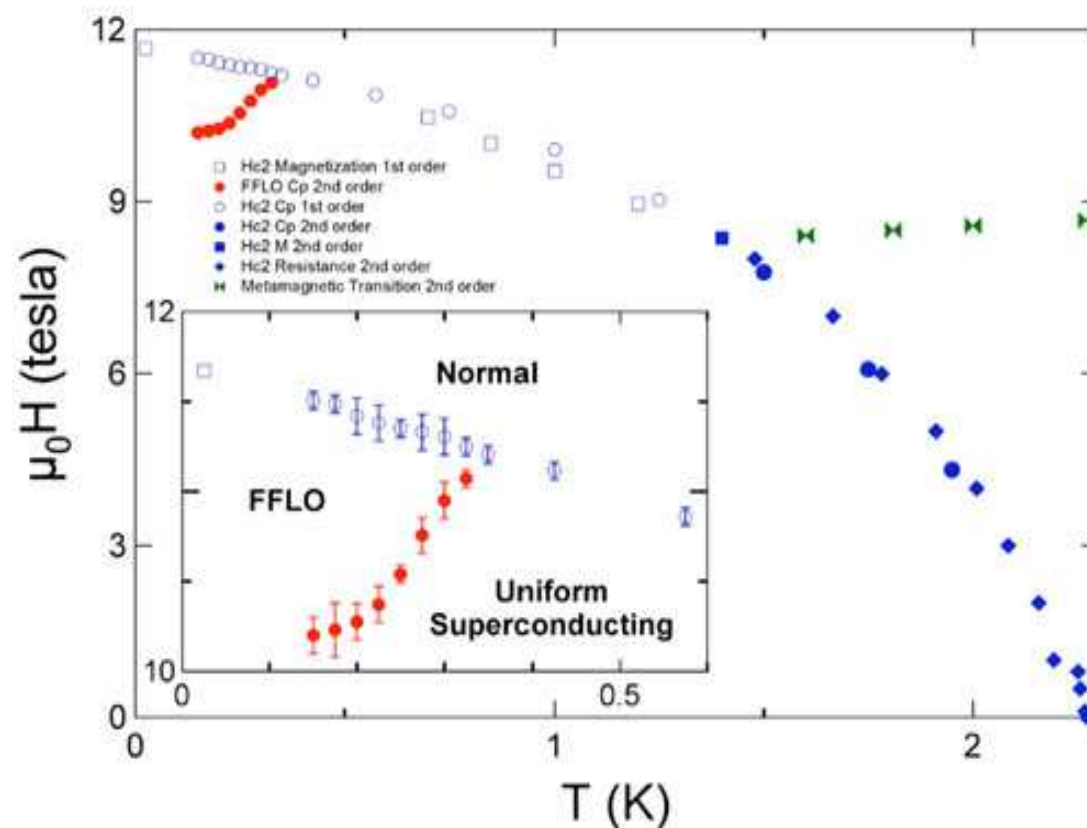 12
9
6
3
0
μ0H (tesla)
Hc2 Magnetization 1st order
FFLO Cp 2nd order
Hc2 Cp 1st order
Hc2 Cp 2nd order
Hc2 M 2nd order
Hc2 Resistance 2nd order
Metamagnetic Transition 2nd order
12
Normal
FFLO
Uniform
Superconducting
10
0
0.5
0
1
2
T (K)